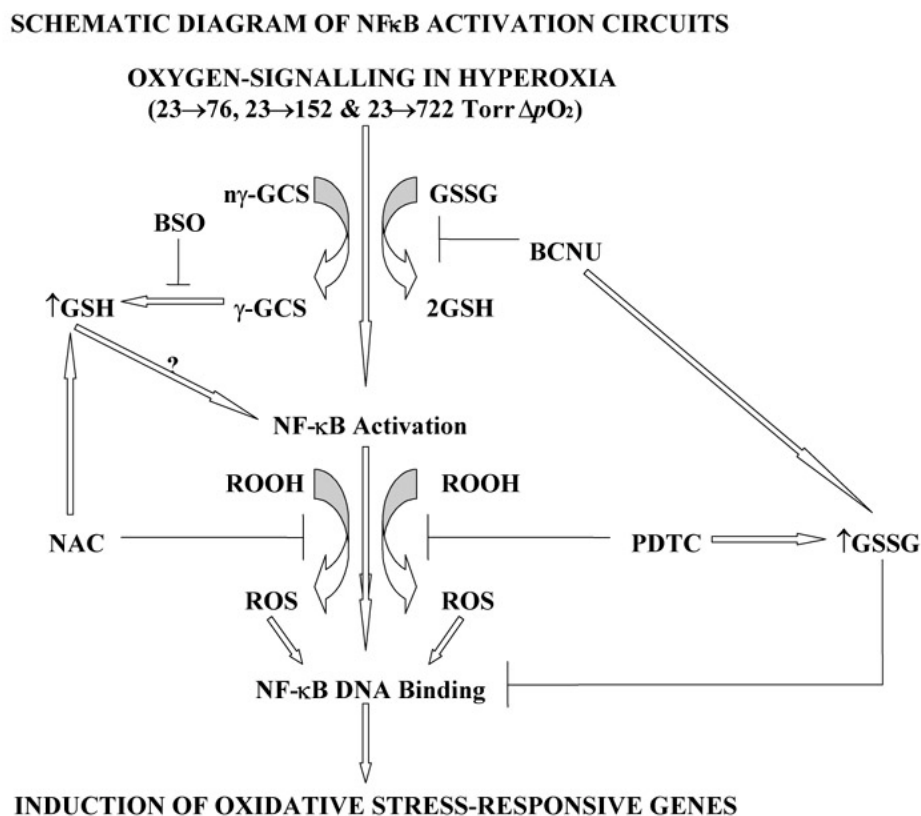 SCHEMATIC DIAGRAM OF NFκB ACTIVATION CIRCUITS
OXYGEN-SIGNALLING IN HYPEROXIA
(23→76, 23→152 & 23→722 Torr ΔpO₂)
nγ-GCS GSSG
BSO
BCNU
↑GSH γ-GCS 2GSH
?
NF-κB Activation
ROOH ROOH
NAC PDTC ↑GSSG
ROS ROS
NF-κB DNA Binding
INDUCTION OF OXIDATIVE STRESS-RESPONSIVE GENES